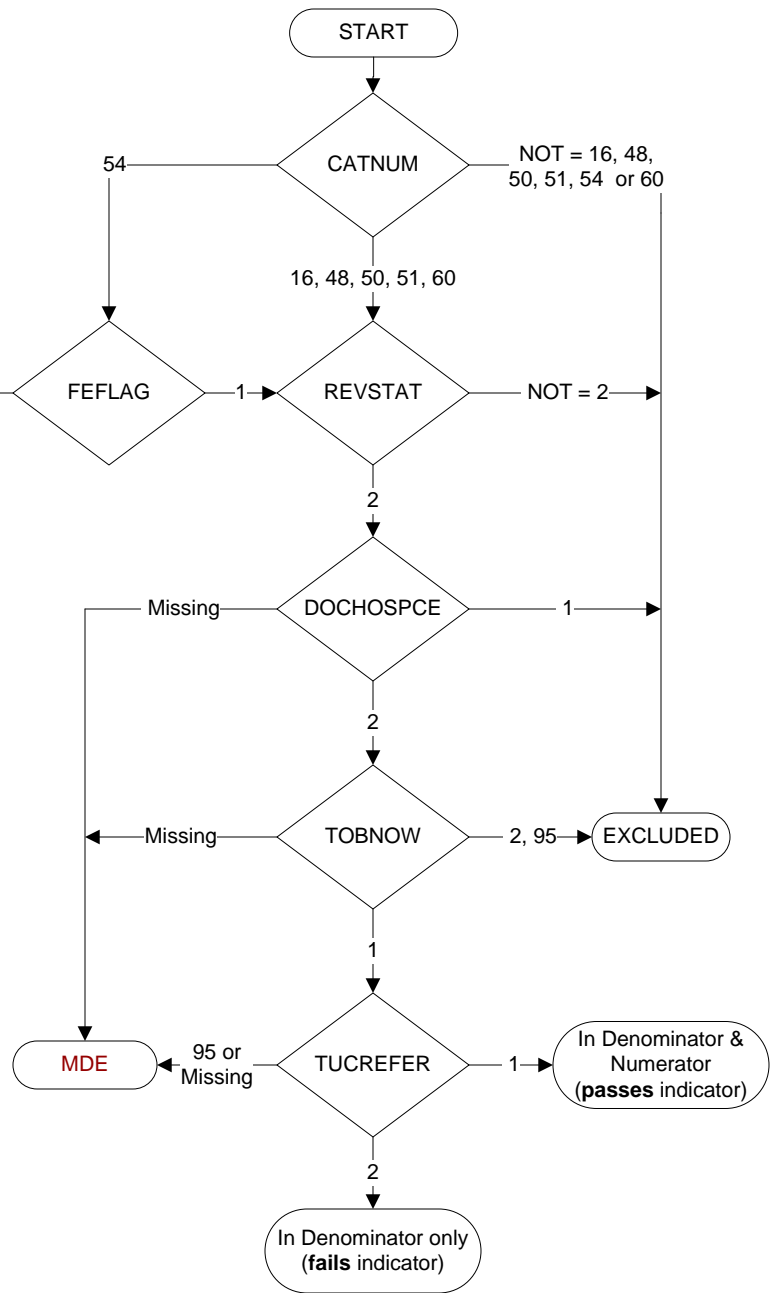 START
CATNUM
54
NOT = 16, 48,
50, 51, 54 or 60
16, 48, 50, 51, 60
FEFLAG
1
REVSTAT
NOT = 2
2
Missing
DOCHOSPCE
1
2
Missing
TOBNOW
2, 95
EXCLUDED
1
MDE
95 or
Missing
TUCREFER
1
In Denominator &
Numerator
(passes indicator)
2
In Denominator only
(fails indicator)